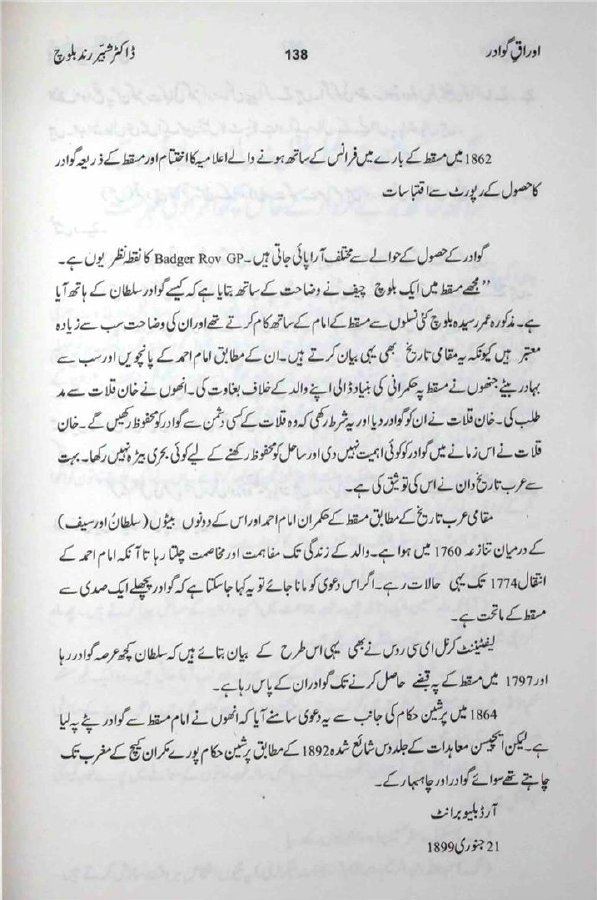 اوراقِ گوادر 138 ڈاکٹر شبیر رند بلوچ
1862 میں مسقط کے بارے میں فرانس کے ساتھ ہونے والے اعلامیہ کا اختتام اور مسقط کے ذریعہ گوادر
کا حصول کے رپورٹ سے اقتباسات
گوادر کے حصول کے حوالے سے مختلف آرا پائی جاتی ہیں۔ Badger Rov GP کا نقطہ نظر یوں ہے۔
”مجھے مسقط میں ایک بلوچ چیف نے وضاحت کے ساتھ بتایا ہے کہ کیسے گوادر سلطان کے ہاتھ آیا
ہے۔ مذکورہ عمر رسیدہ بلوچ کئی نسلوں سے مسقط کے امام کے ساتھ کام کرتے تھے اور ان کی وضاحت سب سے زیادہ
معتبر ہیں کیونکہ یہ مقامی تاریخ بھی یہی بیان کرتے ہیں۔ ان کے مطابق امام احمد کے پانچویں اور سب سے
بہادر بیٹے جنھوں نے مسقط پہ حکمرانی کی بنیاد ڈالی اپنے والد کے خلاف بغاوت کی۔ انھوں نے خان قلات سے مدد
طلب کی۔ خان قلات نے ان کو گوادر دیا اور یہ شرط رکھی کہ وہ قلات کے کسی دشمن سے گوادر کو محفوظ رکھیں گے۔ خان
قلات نے اس زمانے میں گوادر کو کوئی اہمیت نہیں دی اور ساحل کو محفوظ رکھنے کے لیے کوئی بحری بیڑہ نہیں رکھا۔ بہت
سے عرب تاریخ دان نے اس کی توثیق کی ہے۔
مقامی عرب تاریخ کے مطابق مسقط کے حکمران امام احمد اور اس کے دونوں بیٹوں (سلطان اور سیف)
کے درمیان تنازعہ 1760 میں ہوا ہے۔ والد کے زندگی تک مفاہمت اور مخاصمت چلتا رہا تا آنکہ امام احمد کے
انتقال 1774 تک یہی حالات رہے۔ اگر اس دعویٰ کو مانا جائے تو یہ کہا جا سکتا ہے کہ گوادر پچھلے ایک صدی سے
مسقط کے ماتحت ہے۔
لیفٹیننٹ کرنل ای سی روس نے بھی یہی اس طرح کے بیان بتائے ہیں کہ سلطان کچھ عرصہ گوادر رہا
اور 1797 میں مسقط کے پہ قبضے حاصل کرنے تک گوادر ان کے پاس رہا ہے۔
1864 میں پرشین حکام کی جانب سے یہ دعویٰ سامنے آیا کہ انھوں نے امام مسقط سے گوادر پٹے پہ لیا
ہے۔ لیکن ایچیسن معاہدات کے جلد دس شائع شدہ 1892 کے مطابق پرشین حکام پورے مکران کیچ کے مغرب تک
چاہتے تھے سوائے گوادر اور چاہبہار کے۔
آر ڈبلیو برانٹ
21 جنوری 1899